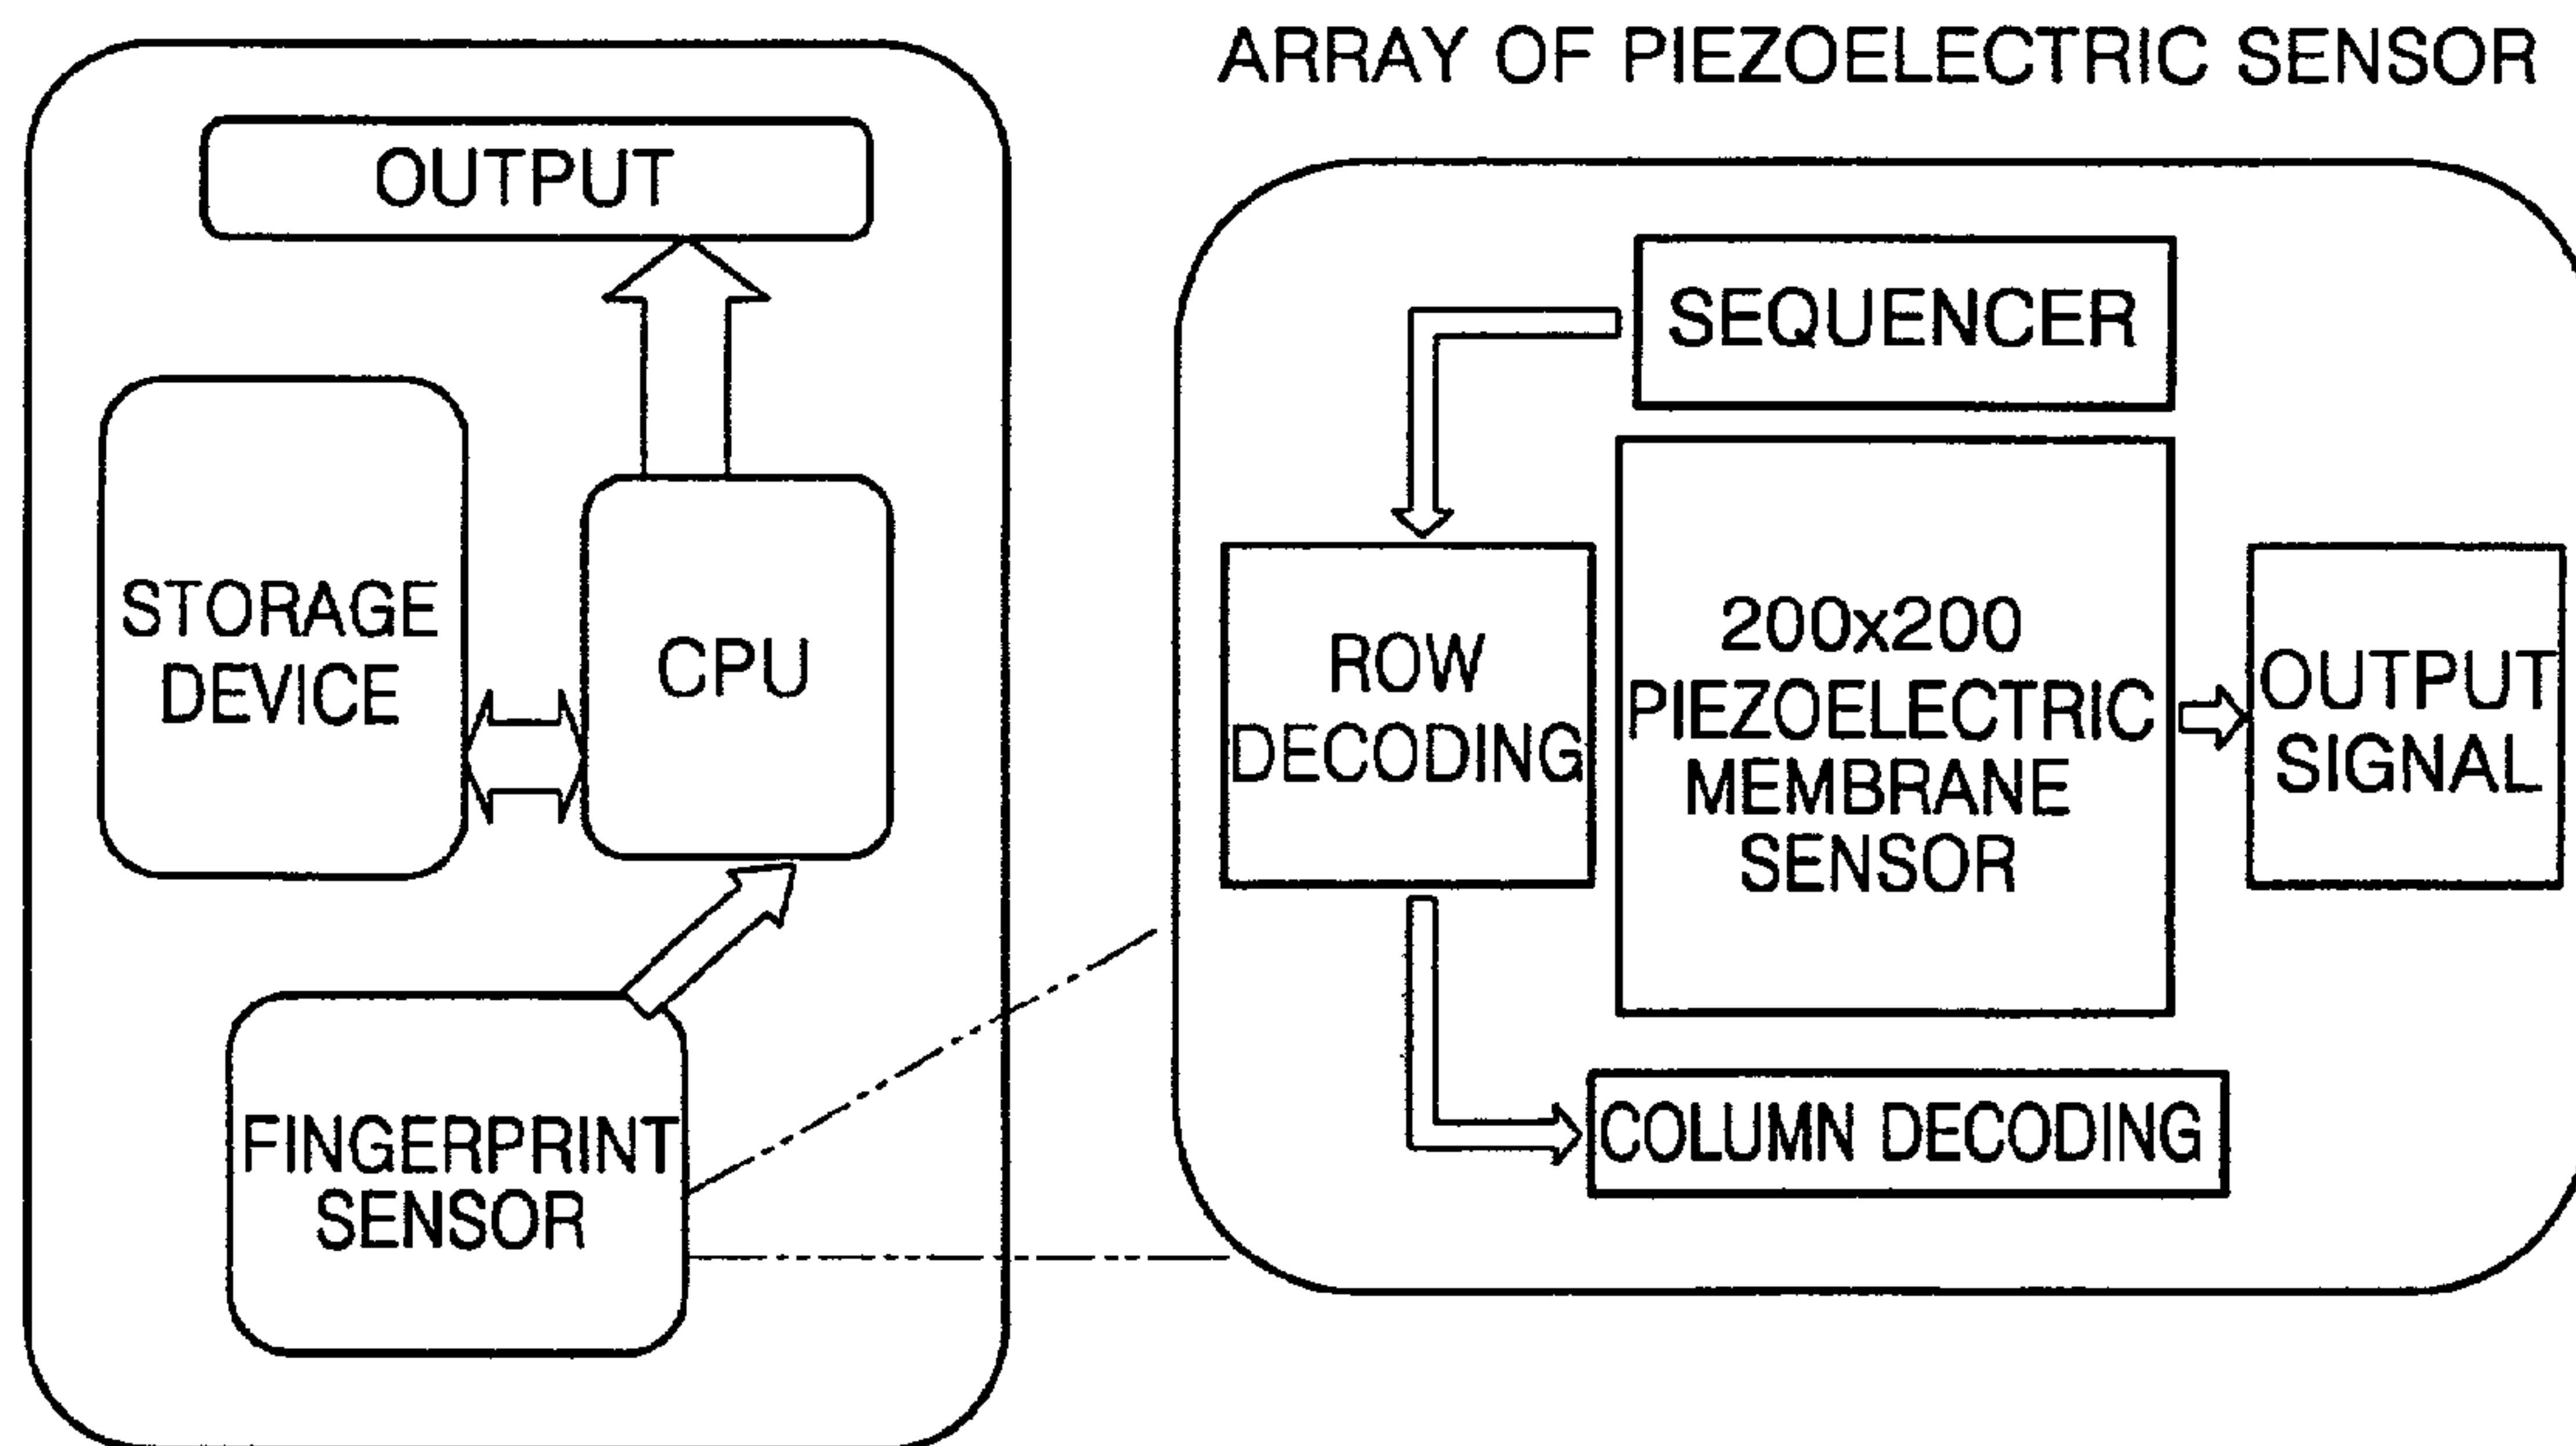 OUTPUT
STORAGE
DEVICE
CPU
FINGERPRINT
SENSOR
ARRAY OF PIEZOELECTRIC SENSOR
SEQUENCER
ROW
DECODING
200x200
PIEZOELECTRIC
MEMBRANE
SENSOR
OUTPUT
SIGNAL
COLUMN DECODING